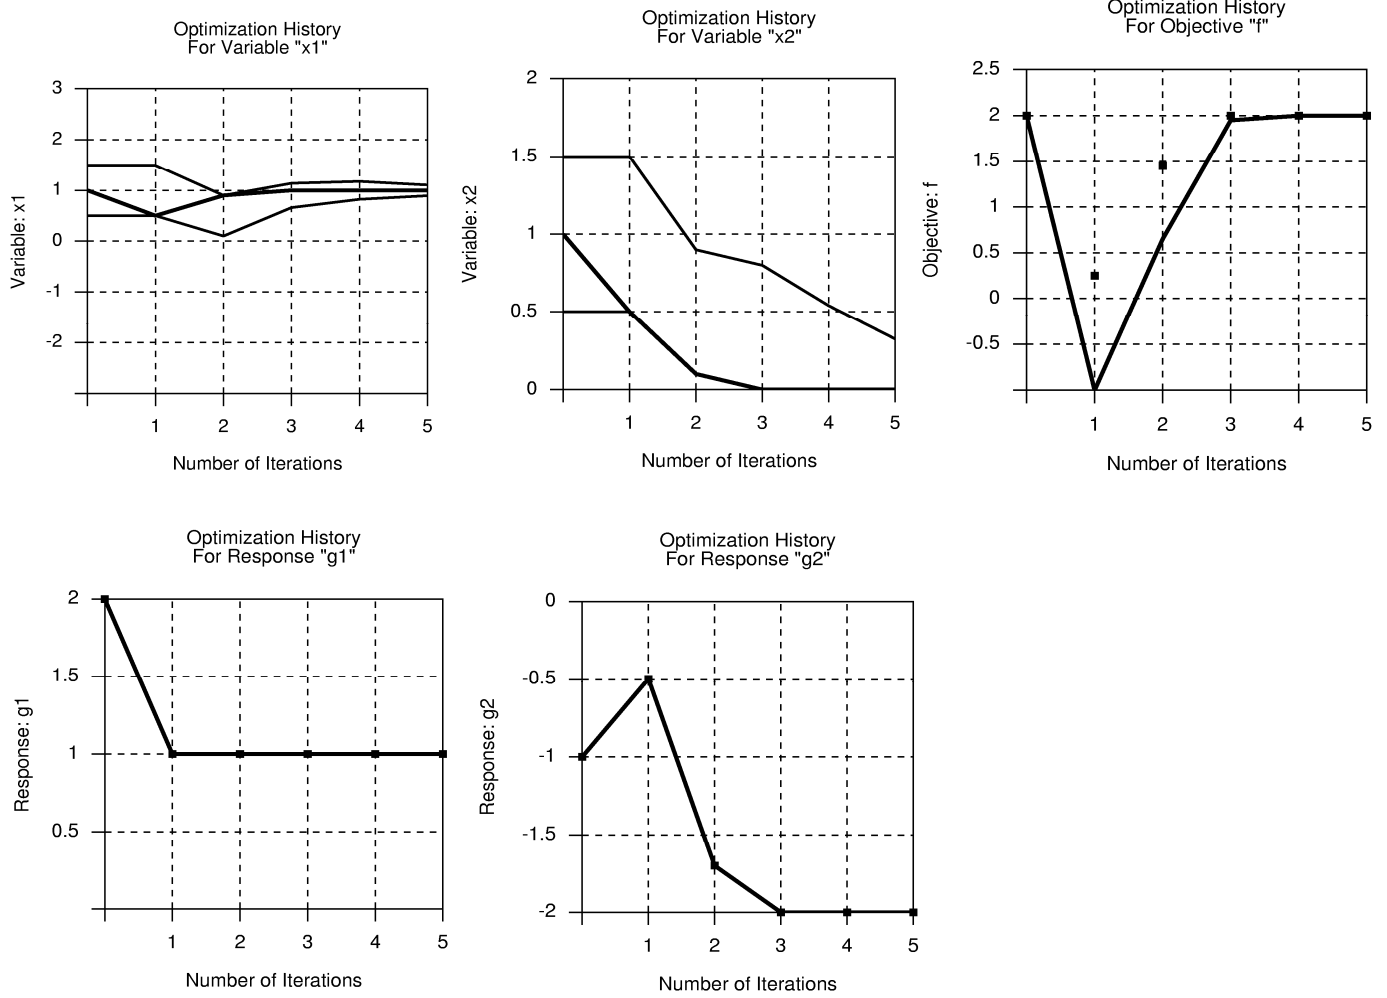 Optimization History
For Variable "x1"
3
2
1
0
-1
-2
Variable: x1
1 2 3 4 5
Number of Iterations
Optimization History
For Variable "x2"
2
1.5
1
0.5
0
Variable: x2
1 2 3 4 5
Number of Iterations
Optimization History
For Objective "f"
2.5
2
1.5
1
0.5
0
-0.5
Objective: f
1 2 3 4 5
Number of Iterations
Optimization History
For Response "g1"
2
1.5
1
0.5
Response: g1
1 2 3 4 5
Number of Iterations
Optimization History
For Response "g2"
0
-0.5
-1
-1.5
-2
Response: g2
1 2 3 4 5
Number of Iterations